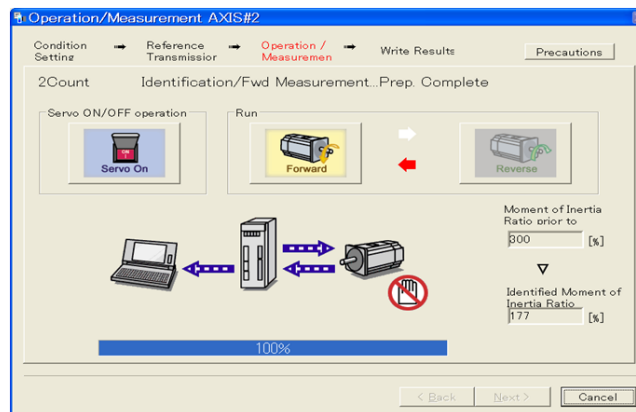 Operation/Measurement AXIS#2
Condition
Setting
Reference
Transmissior
Operation /
Measuremen
Write Results
Precautions
2Count
Identification/Fwd Measurement...Prep. Complete
Servo ON/OFF operation
Run
Servo On
Forward
Reverse
Moment of Inertia
Ratio prior to
300 [%]
Identified Moment of
Inertia Ratio
177 [%]
100%
< Back
Next >
Cancel